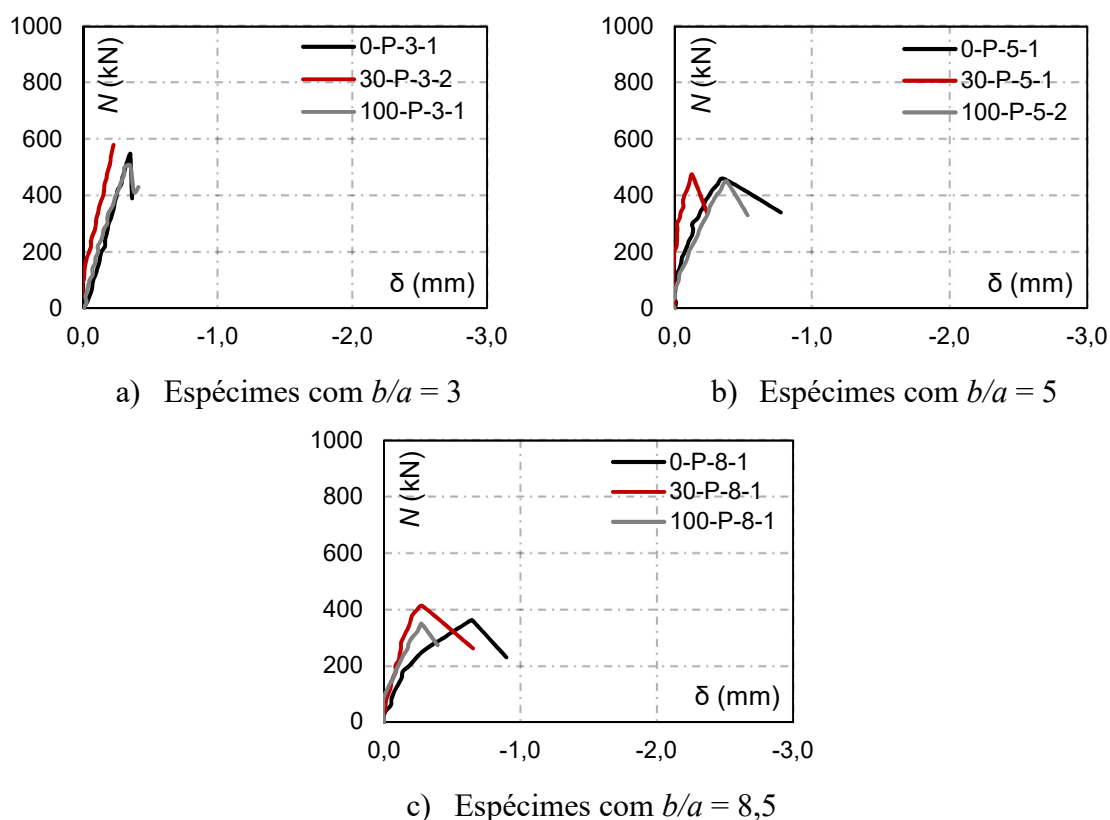 1000
800
600
400
200
0
N (kN)
0-P-3-1
30-P-3-2
100-P-3-1
δ (mm)
0,0 -1,0 -2,0 -3,0
a) Espécimes com b/a = 3
1000
800
600
400
200
0
N (kN)
0-P-5-1
30-P-5-1
100-P-5-2
δ (mm)
0,0 -1,0 -2,0 -3,0
b) Espécimes com b/a = 5
1000
800
600
400
200
0
N (kN)
0-P-8-1
30-P-8-1
100-P-8-1
δ (mm)
0,0 -1,0 -2,0 -3,0
c) Espécimes com b/a = 8,5